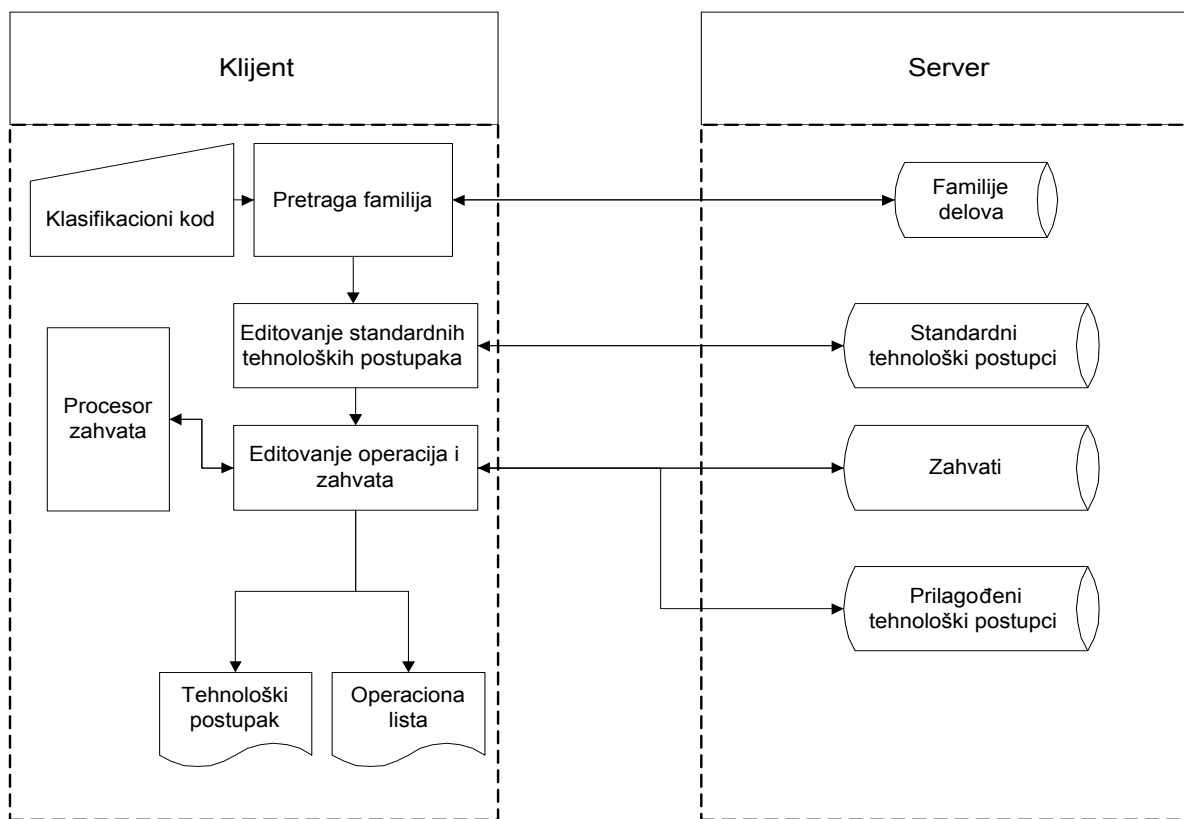 Klijent
Server
Klasifikacioni kod
Pretraga familija
Familije
delova
Editovanje standardnih
tehnoloških postupaka
Standardni
tehnološki postupci
Procesor
zahvata
Editovanje operacija i
zahvata
Zahvati
Prilagođeni
tehnološki postupci
Tehnološki
postupak
Operaciona
lista